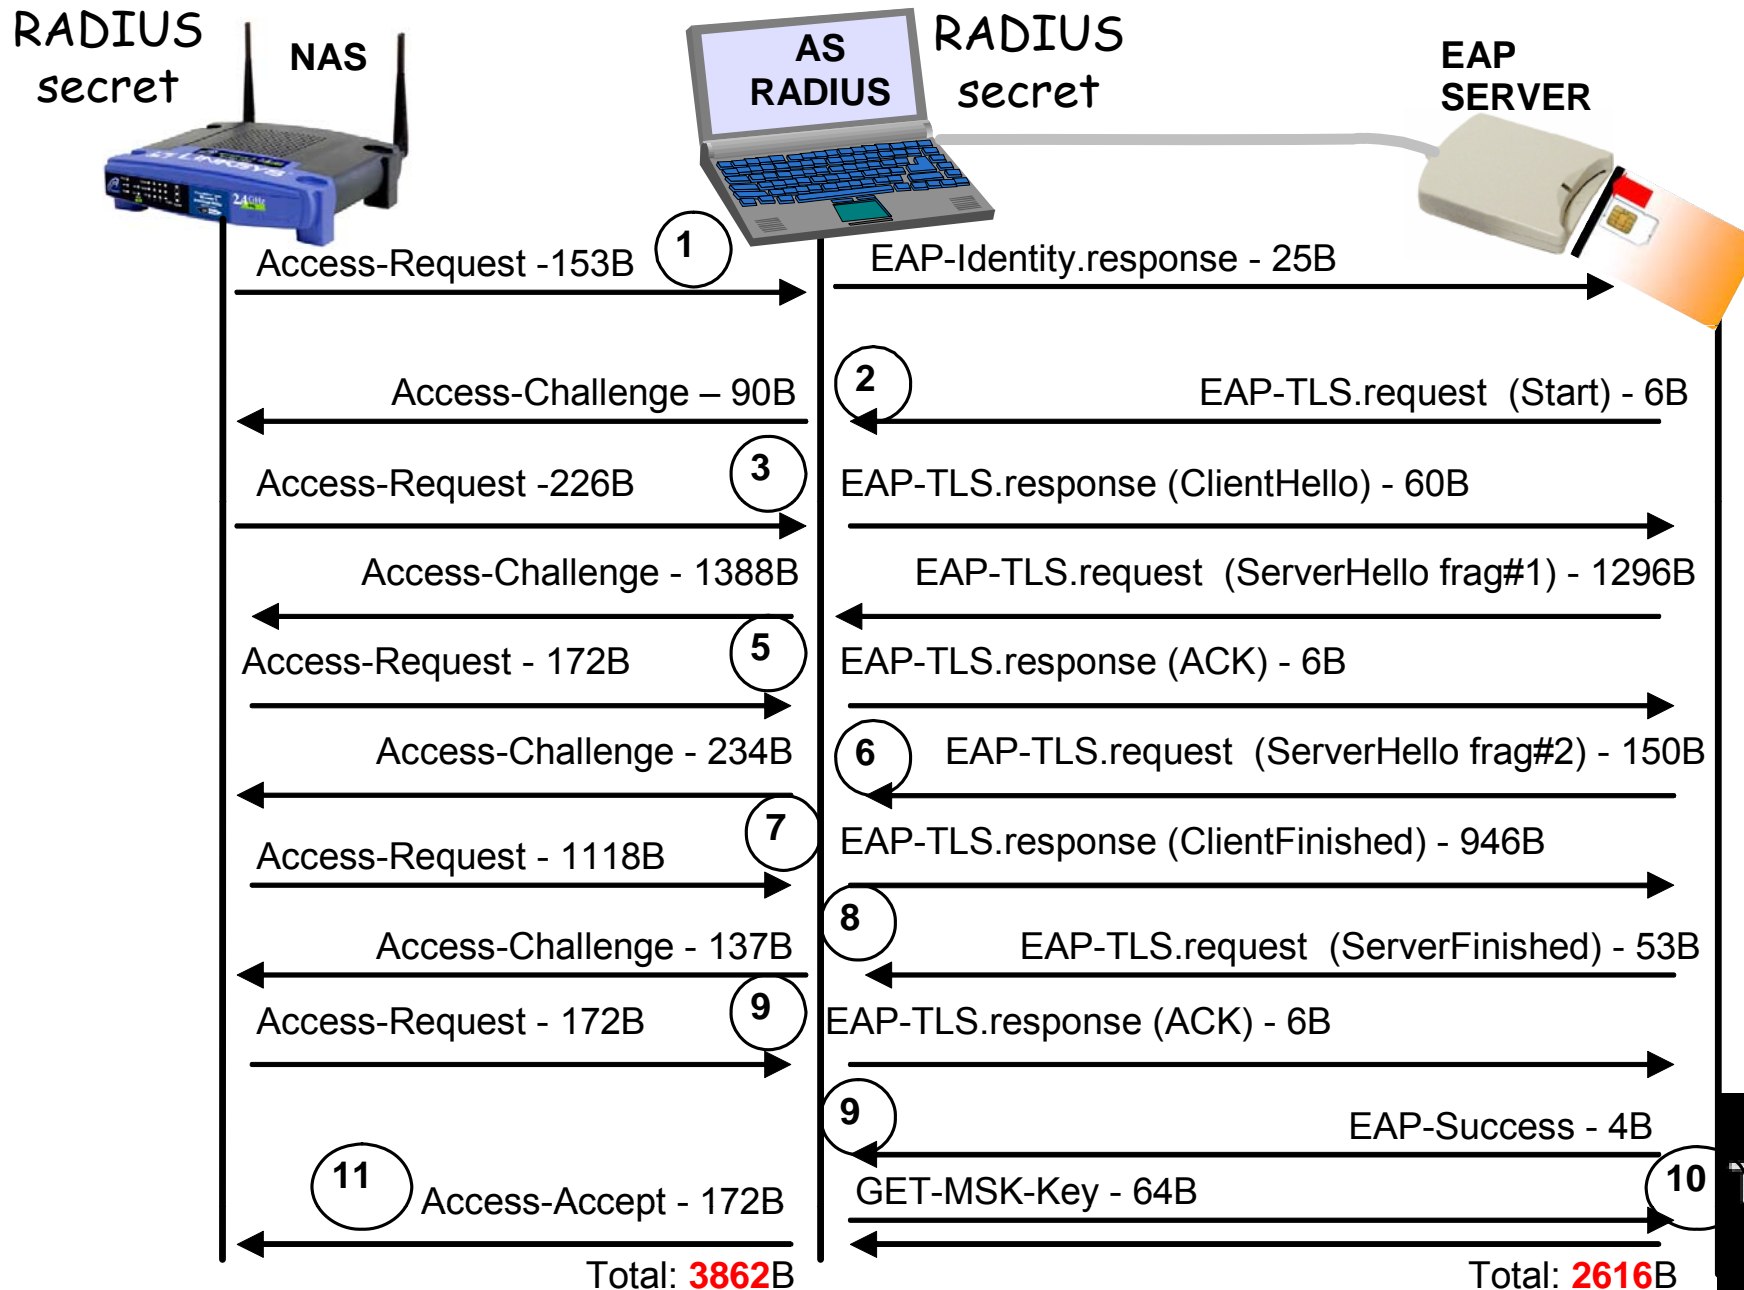 RADIUS
secret
NAS
AS
RADIUS
RADIUS
secret
EAP
SERVER
LINKSYS
2.4GHz
Access-Request -153B
1
EAP-Identity.response - 25B
Access-Challenge – 90B
2
EAP-TLS.request (Start) - 6B
Access-Request -226B
3
EAP-TLS.response (ClientHello) - 60B
Access-Challenge - 1388B
EAP-TLS.request (ServerHello frag#1) - 1296B
Access-Request - 172B
5
EAP-TLS.response (ACK) - 6B
Access-Challenge - 234B
6
EAP-TLS.request (ServerHello frag#2) - 150B
Access-Request - 1118B
7
EAP-TLS.response (ClientFinished) - 946B
Access-Challenge - 137B
8
EAP-TLS.request (ServerFinished) - 53B
Access-Request - 172B
9
EAP-TLS.response (ACK) - 6B
9
EAP-Success - 4B
11
Access-Accept - 172B
GET-MSK-Key - 64B
10
Total: 3862B
Total: 2616B